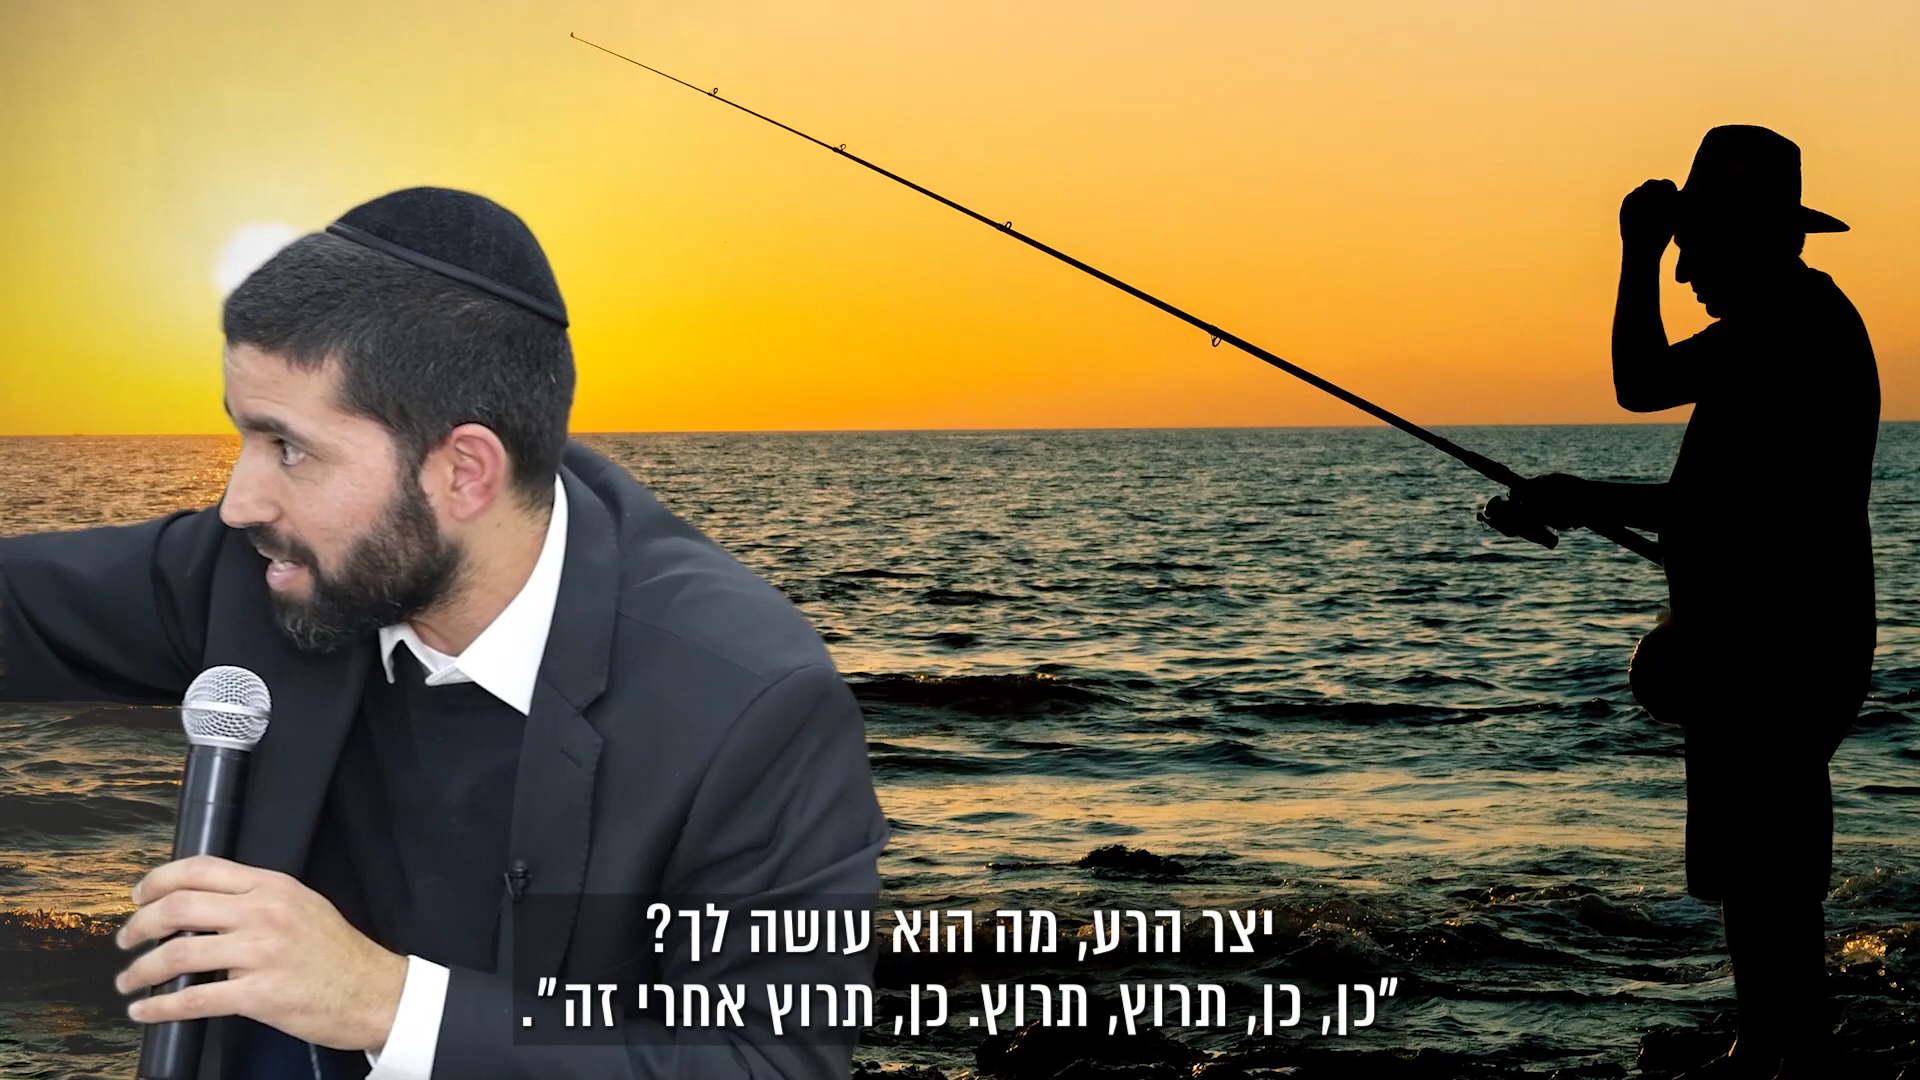 יצר הרע, מה הוא עושה לך?
"כן, כן, תרוץ, תרוץ. כן, תרוץ אחרי זה".